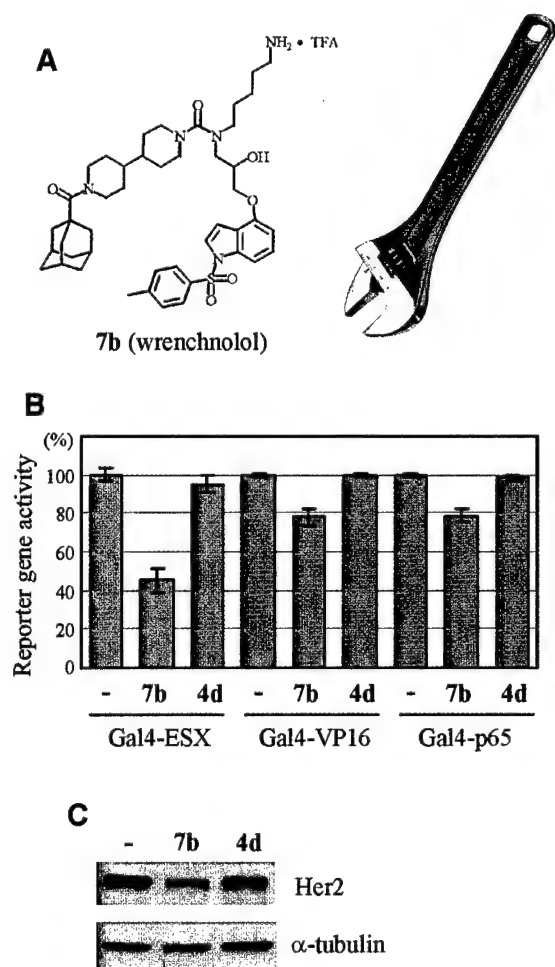 A
NH₂ • TFA
O
N
N
OH
O
N
O
N
S
O
O
7b (wrenchnolol)
B
(%)
Reporter gene activity
100
80
60
40
20
0
- 7b 4d - 7b 4d - 7b 4d
Gal4-ESX Gal4-VP16 Gal4-p65
C
- 7b 4d
Her2
α-tubulin